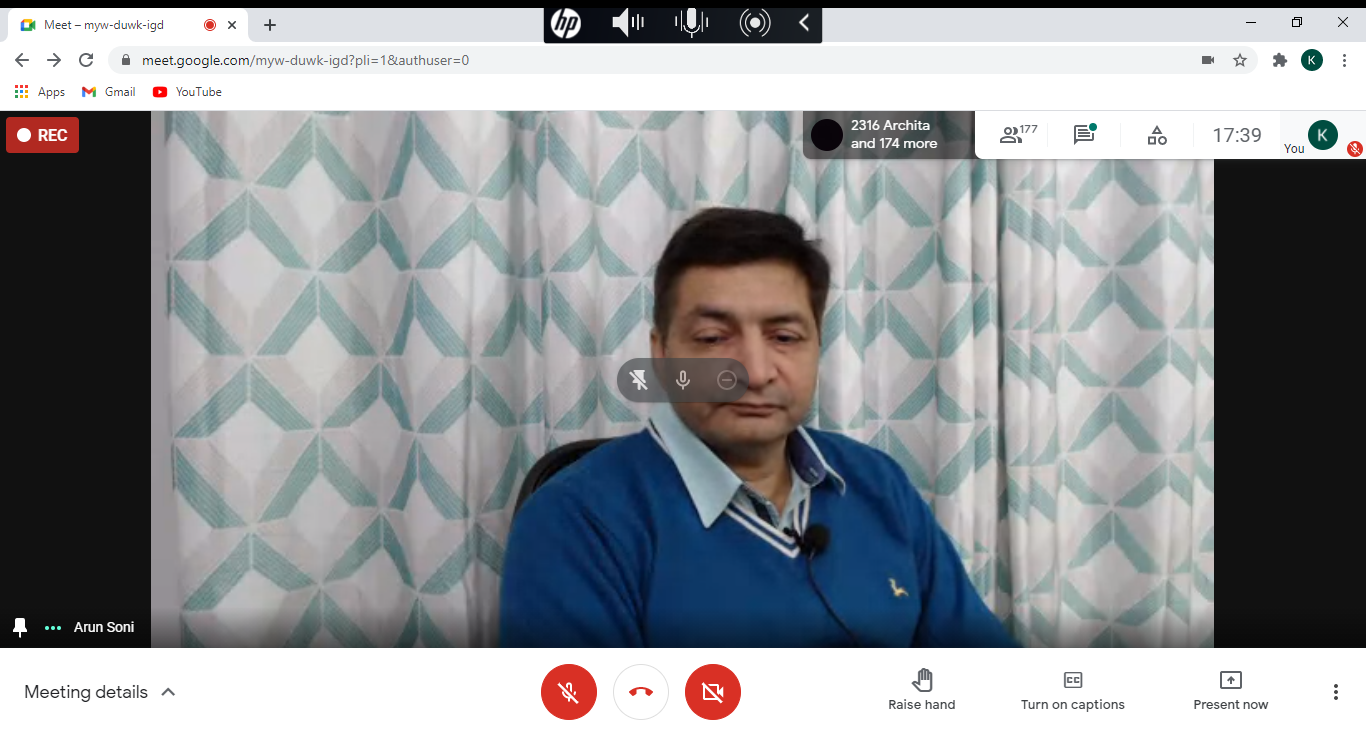 Meet – myw-duwk-igd
hp
meet.google.com/myw-duwk-igd?pli=1&authuser=0
K
Apps
Gmail
YouTube
REC
2316 Archita
and 174 more
177
17:39
You
K
Arun Soni
Meeting details
CC
Raise hand
Turn on captions
Present now